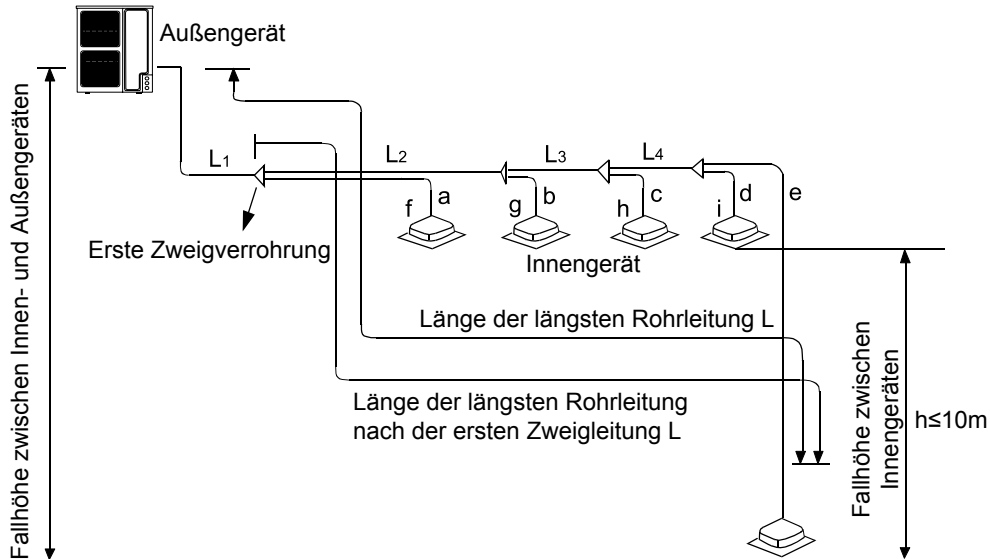 Außengerät
Fallhöhe zwischen Innen- und Außengeräten
L1
L2
L3
L4
a
b
c
d
e
f
g
h
i
Erste Zweigverrohrung
Innengerät
Länge der längsten Rohrleitung L
Länge der längsten Rohrleitung
nach der ersten Zweigleitung L
Fallhöhe zwischen
Innengeräten
h≤10m